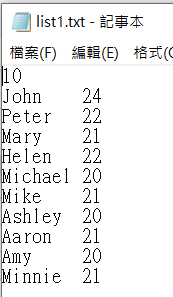 list1.txt - 記事本
檔案(F) 編輯(E) 格式(O
10
John 24
Peter 22
Mary 21
Helen 22
Michael 20
Mike 21
Ashley 20
Aaron 21
Amy 20
Minnie 21